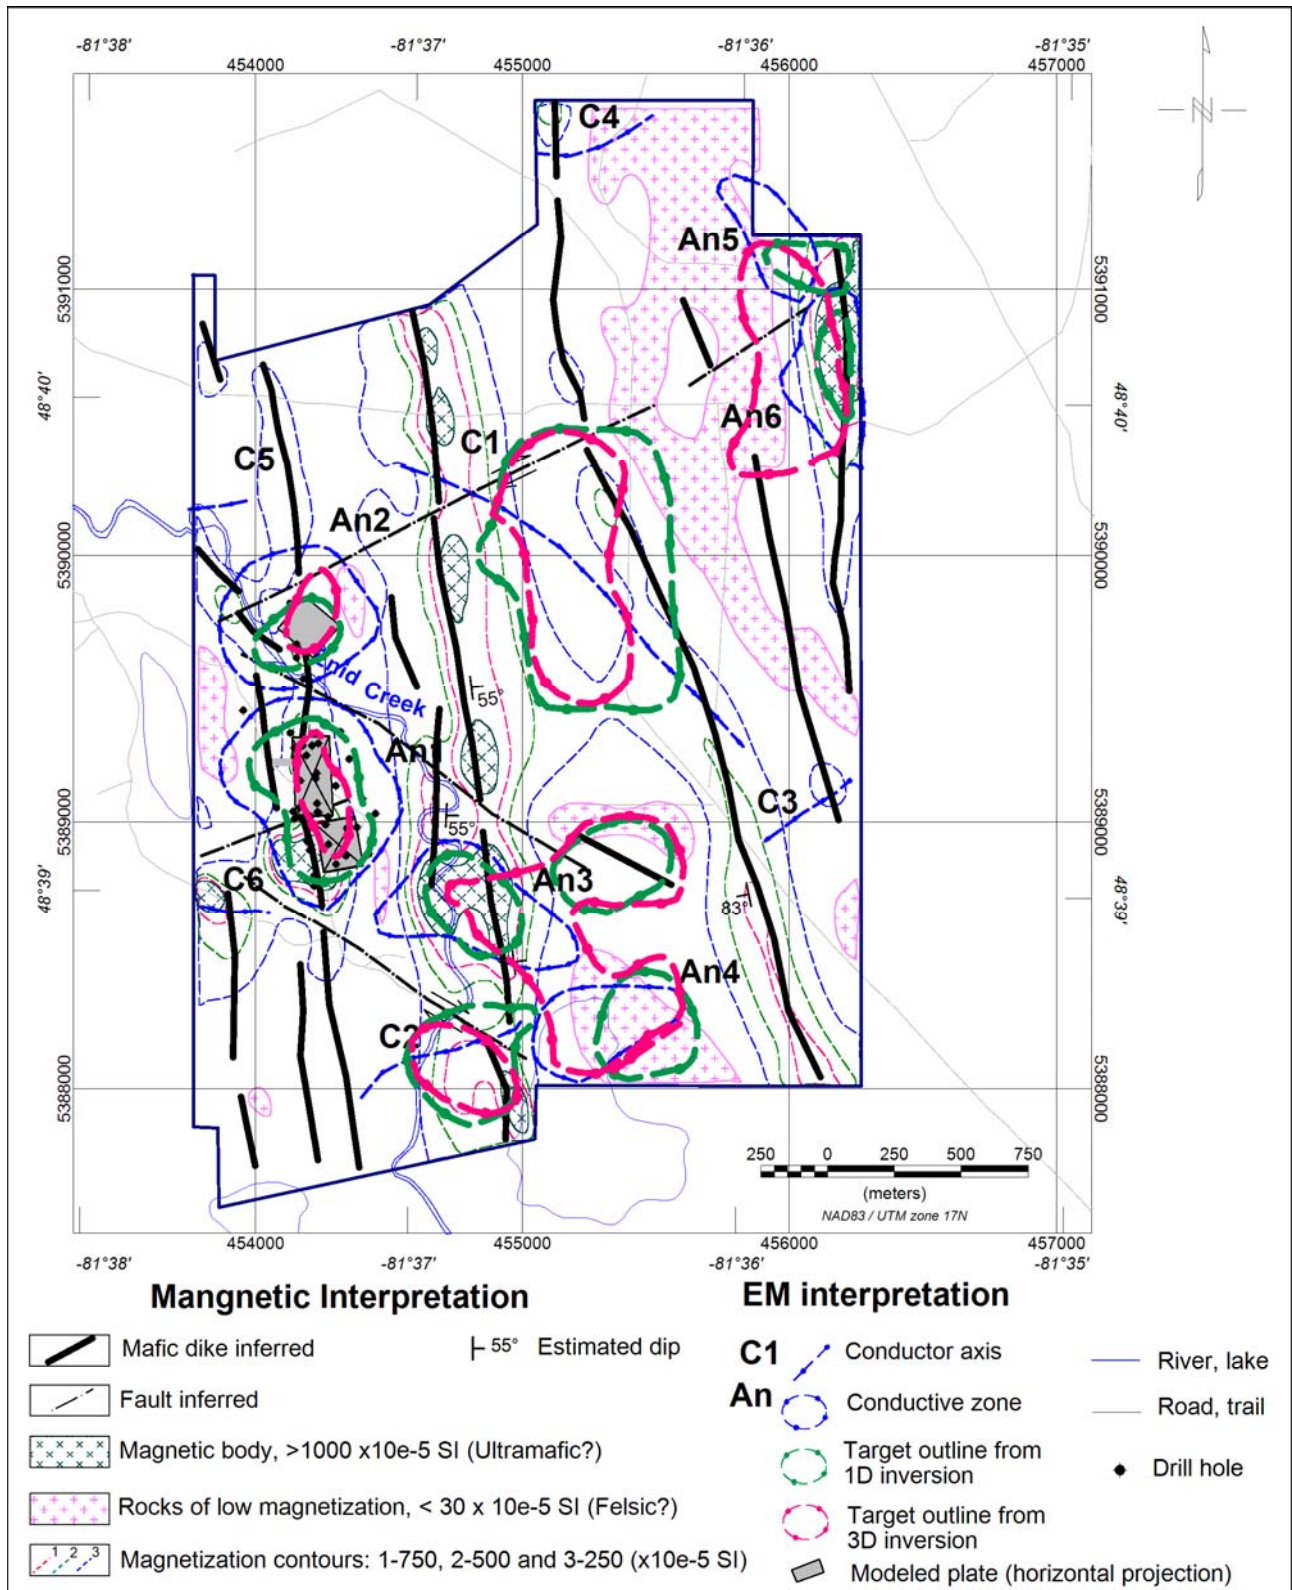 -81°38' -81°37' -81°36' -81°35'
454000 455000 456000 457000
N
C4
An5
5391000 5391000
48°40' 48°40'
An6
C1
C5
An2
5390000 5390000
Creek
55°
An1
C3
55°
5389000 5389000
C6
An3
48°39' 48°39'
83°
An4
C2
5388000 5388000
250 0 250 500 750
(meters)
NAD83 / UTM zone 17N
454000 455000 456000 457000
-81°38' -81°37' -81°36' -81°35'
Mangnetic Interpretation
Mafic dike inferred
55° Estimated dip
Fault inferred
Magnetic body, >1000 x10e-5 SI (Ultramafic?)
Rocks of low magnetization, < 30 x 10e-5 SI (Felsic?)
1 2 3
Magnetization contours: 1-750, 2-500 and 3-250 (x10e-5 SI)
EM interpretation
C1 Conductor axis
An Conductive zone
Target outline from
1D inversion
Target outline from
3D inversion
Modeled plate (horizontal projection)
River, lake
Road, trail
Drill hole